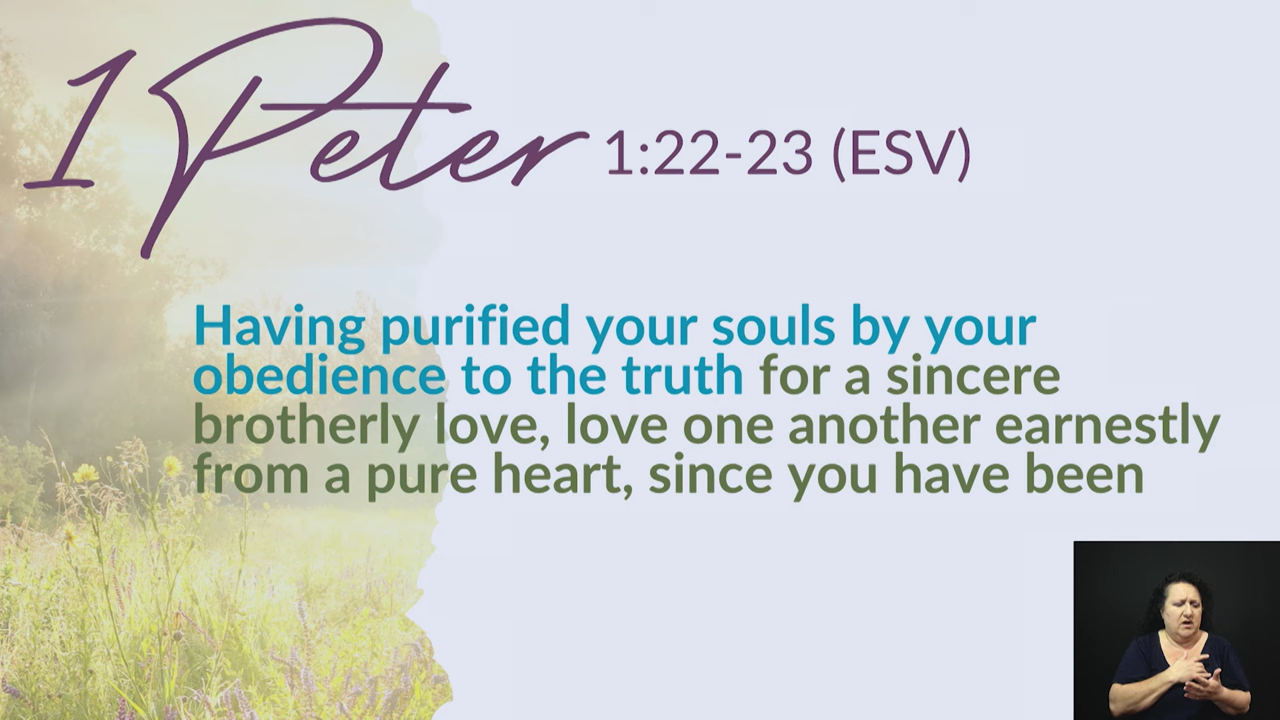 1 Peter 1:22-23 (ESV)
Having purified your souls by your
obedience to the truth for a sincere
brotherly love, love one another earnestly
from a pure heart, since you have been